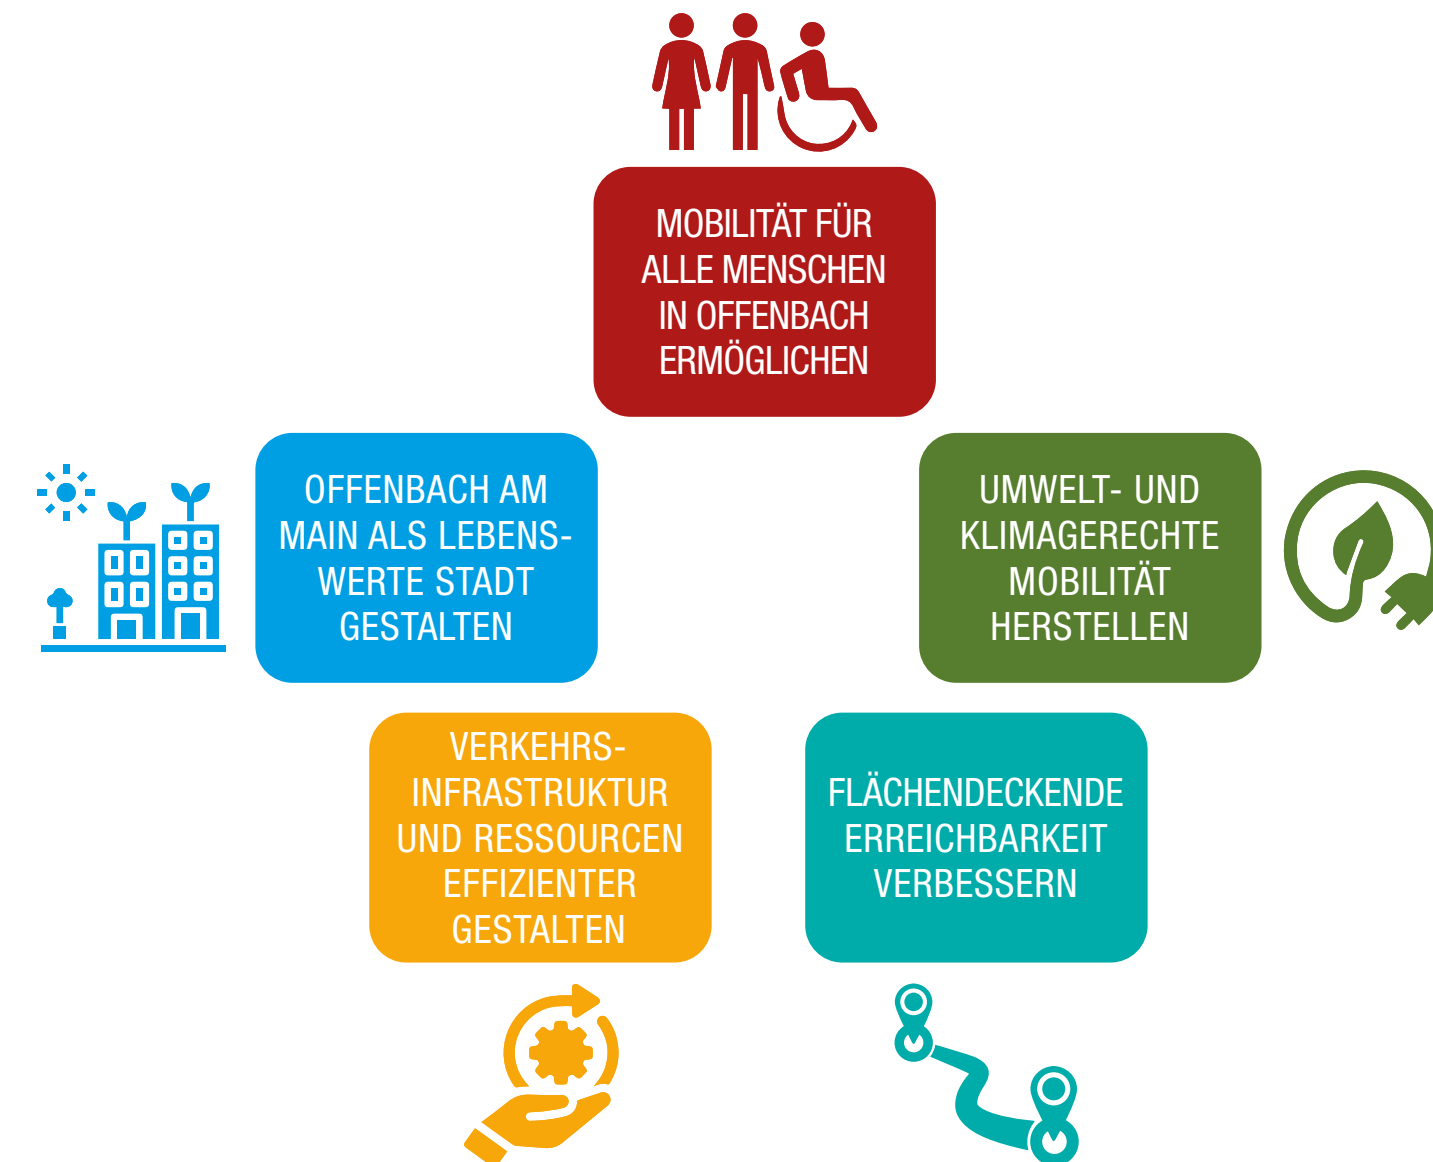 MOBILITÄT FÜR
ALLE MENSCHEN
IN OFFENBACH
ERMÖGLICHEN
OFFENBACH AM
MAIN ALS LEBENS-
WERTE STADT
GESTALTEN
UMWELT- UND
KLIMAGERECHTE
MOBILITÄT
HERSTELLEN
VERKEHRS-
INFRASTRUKTUR
UND RESSOURCEN
EFFIZIENTER
GESTALTEN
FLÄCHENDECKENDE
ERREICHBARKEIT
VERBESSERN